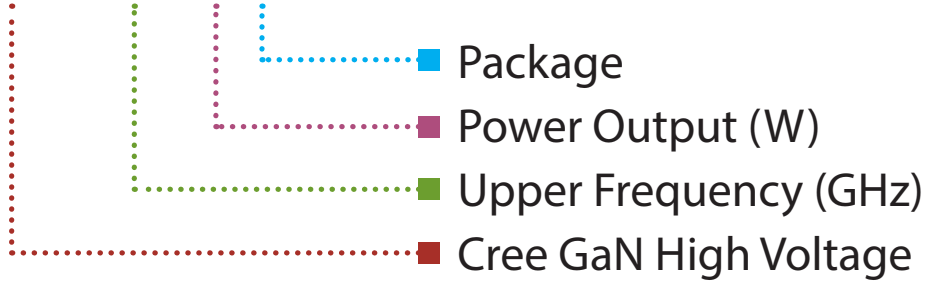 Package
Power Output (W)
Upper Frequency (GHz)
Cree GaN High Voltage